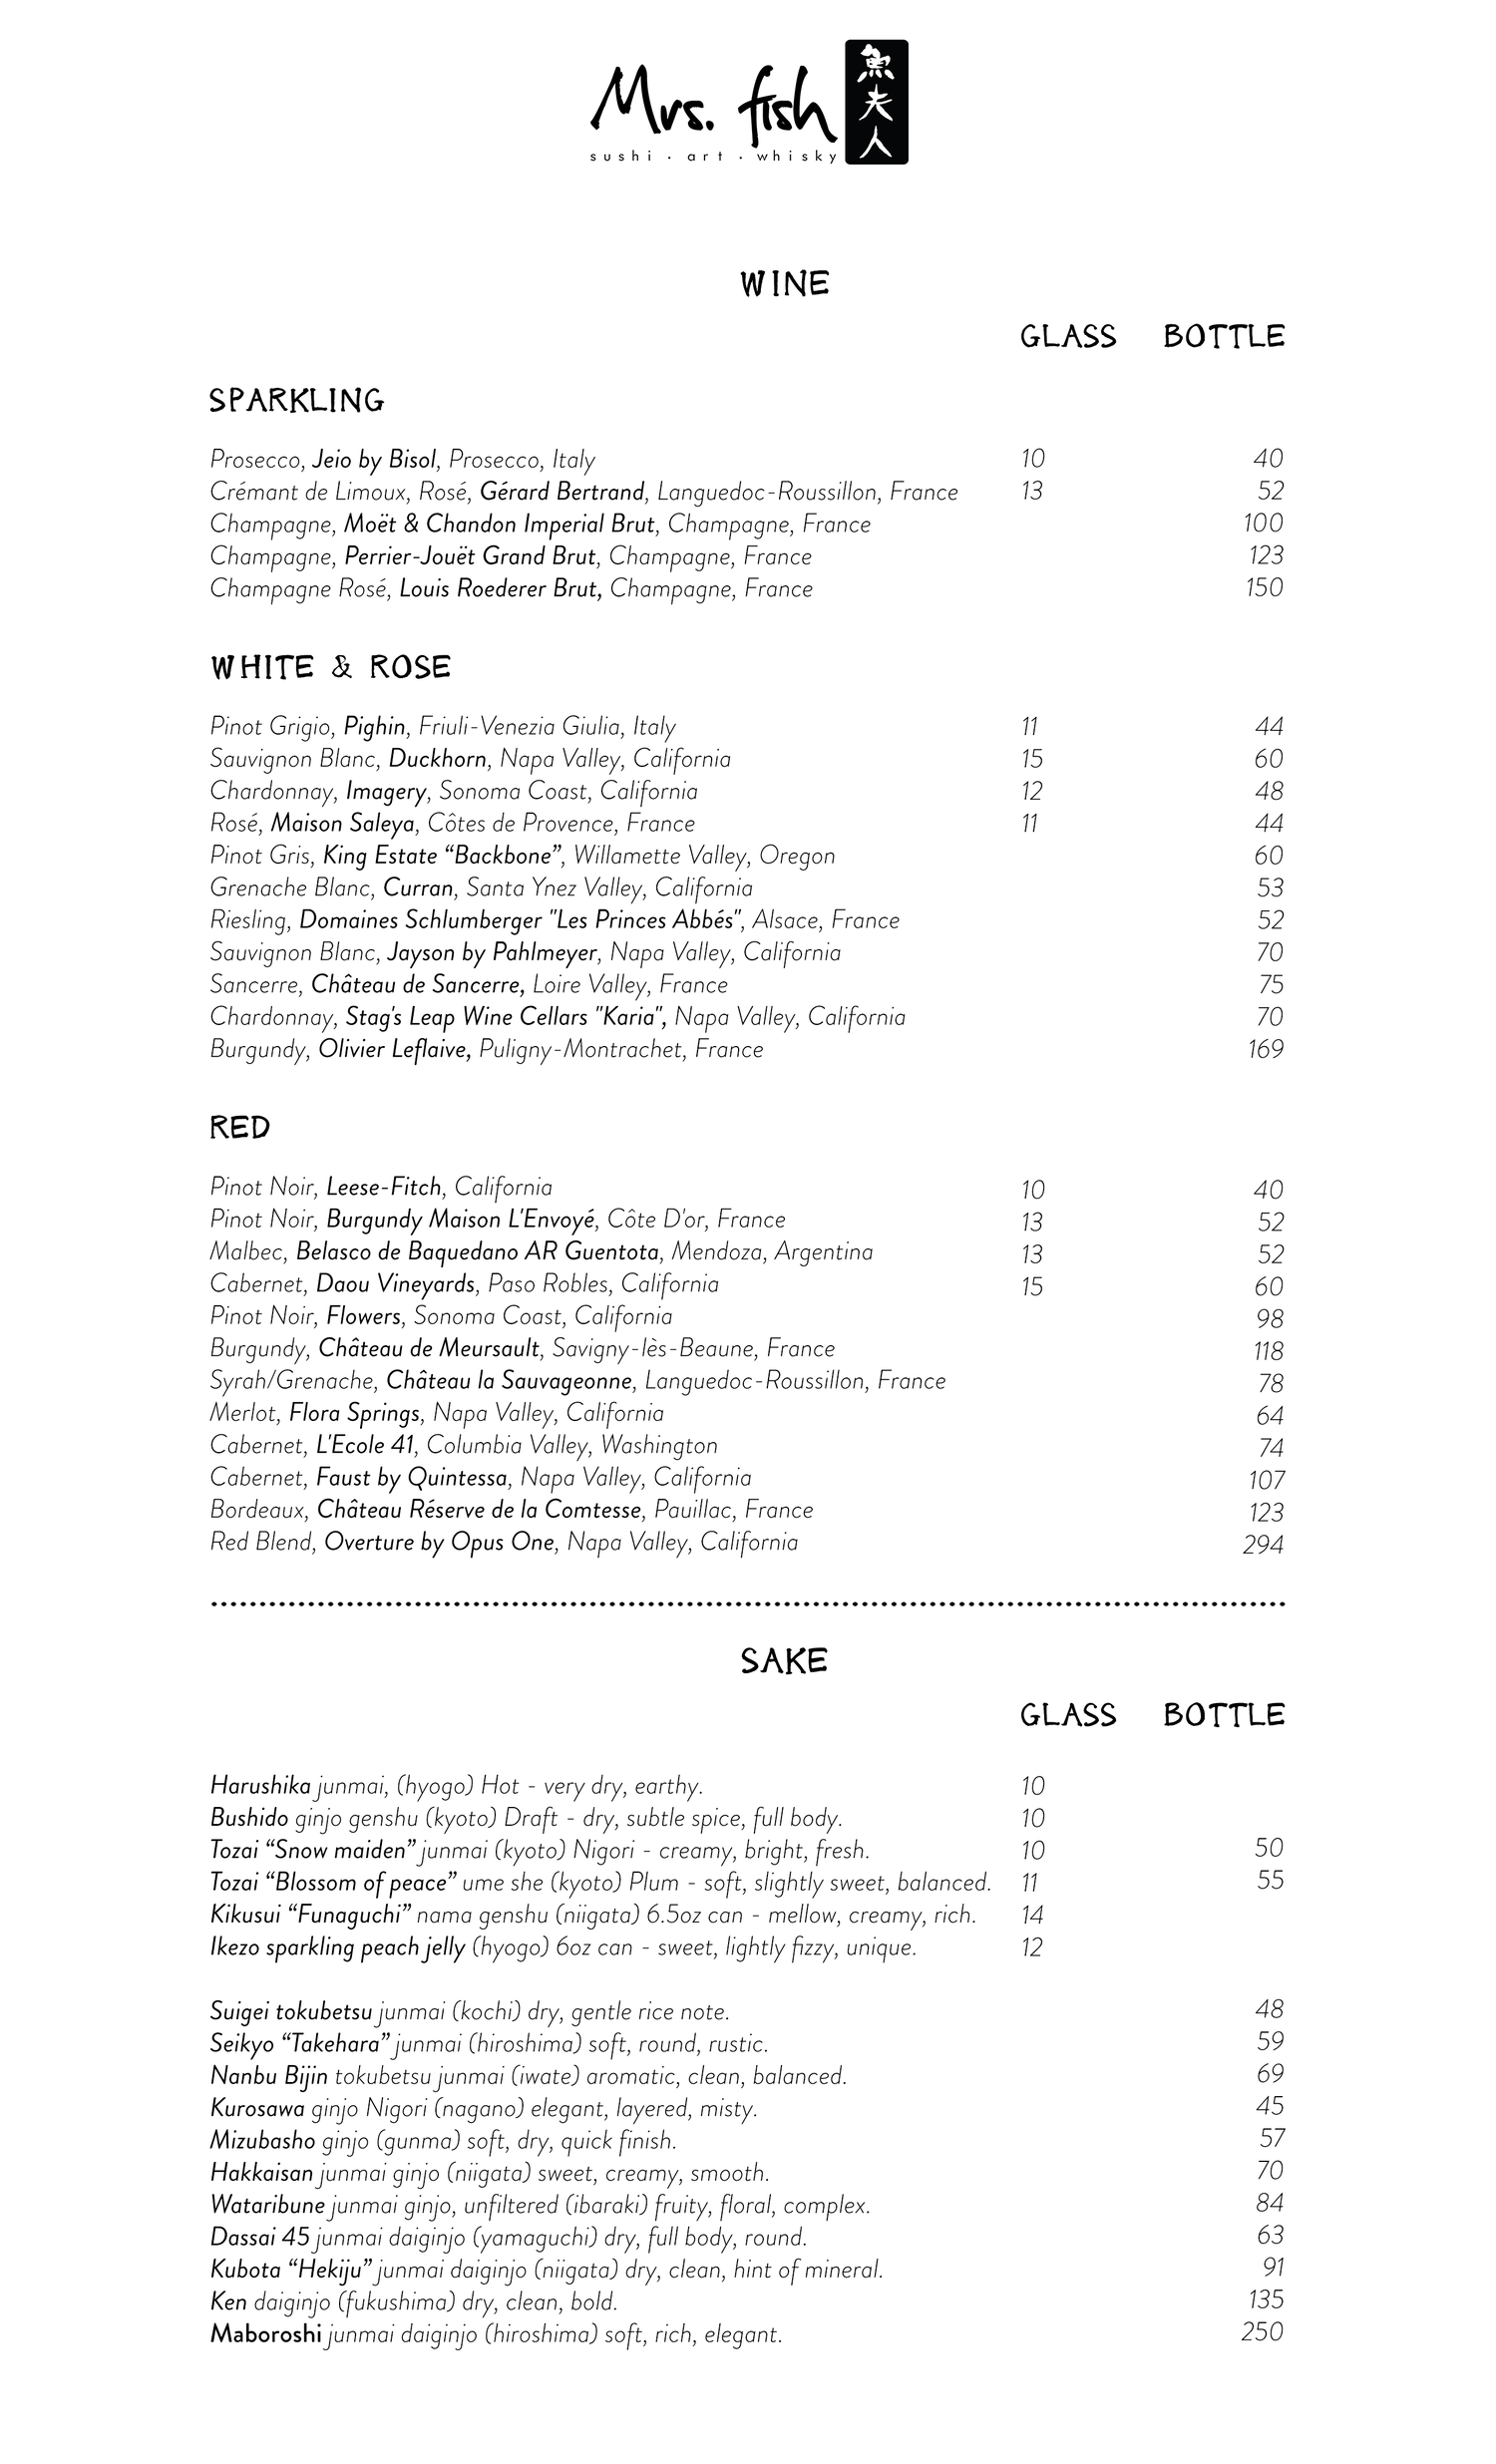 Mrs. fish
魚夫人
sushi · art · whisky
WINE
GLASS BOTTLE
SPARKLING
Prosecco, Jeio by Bisol, Prosecco, Italy 10 40
Crémant de Limoux, Rosé, Gérard Bertrand, Languedoc-Roussillon, France 13 52
Champagne, Moët & Chandon Imperial Brut, Champagne, France 100
Champagne, Perrier-Jouët Grand Brut, Champagne, France 123
Champagne Rosé, Louis Roederer Brut, Champagne, France 150
WHITE & ROSE
Pinot Grigio, Pighin, Friuli-Venezia Giulia, Italy 11 44
Sauvignon Blanc, Duckhorn, Napa Valley, California 15 60
Chardonnay, Imagery, Sonoma Coast, California 12 48
Rosé, Maison Saleya, Côtes de Provence, France 11 44
Pinot Gris, King Estate “Backbone”, Willamette Valley, Oregon 60
Grenache Blanc, Curran, Santa Ynez Valley, California 53
Riesling, Domaines Schlumberger "Les Princes Abbés", Alsace, France 52
Sauvignon Blanc, Jayson by Pahlmeyer, Napa Valley, California 70
Sancerre, Château de Sancerre, Loire Valley, France 75
Chardonnay, Stag's Leap Wine Cellars "Karia", Napa Valley, California 70
Burgundy, Olivier Leflaive, Puligny-Montrachet, France 169
RED
Pinot Noir, Leese-Fitch, California 10 40
Pinot Noir, Burgundy Maison L'Envoyé, Côte D'or, France 13 52
Malbec, Belasco de Baquedano AR Guentota, Mendoza, Argentina 13 52
Cabernet, Daou Vineyards, Paso Robles, California 15 60
Pinot Noir, Flowers, Sonoma Coast, California 98
Burgundy, Château de Meursault, Savigny-lès-Beaune, France 118
Syrah/Grenache, Château la Sauvageonne, Languedoc-Roussillon, France 78
Merlot, Flora Springs, Napa Valley, California 64
Cabernet, L'Ecole 41, Columbia Valley, Washington 74
Cabernet, Faust by Quintessa, Napa Valley, California 107
Bordeaux, Château Réserve de la Comtesse, Pauillac, France 123
Red Blend, Overture by Opus One, Napa Valley, California 294
SAKE
GLASS BOTTLE
Harushika junmai, (hyogo) Hot - very dry, earthy. 10
Bushido ginjo genshu (kyoto) Draft - dry, subtle spice, full body. 10
Tozai “Snow maiden” junmai (kyoto) Nigori - creamy, bright, fresh. 10 50
Tozai “Blossom of peace” ume she (kyoto) Plum - soft, slightly sweet, balanced. 11 55
Kikusui “Funaguchi” nama genshu (niigata) 6.5oz can - mellow, creamy, rich. 14
Ikezo sparkling peach jelly (hyogo) 6oz can - sweet, lightly fizzy, unique. 12
Suigei tokubetsu junmai (kochi) dry, gentle rice note. 48
Seikyo “Takehara” junmai (hiroshima) soft, round, rustic. 59
Nanbu Bijin tokubetsu junmai (iwate) aromatic, clean, balanced. 69
Kurosawa ginjo Nigori (nagano) elegant, layered, misty. 45
Mizubasho ginjo (gunma) soft, dry, quick finish. 57
Hakkaisan junmai ginjo (niigata) sweet, creamy, smooth. 70
Wataribune junmai ginjo, unfiltered (ibaraki) fruity, floral, complex. 84
Dassai 45 junmai daiginjo (yamaguchi) dry, full body, round. 63
Kubota “Hekiju” junmai daiginjo (niigata) dry, clean, hint of mineral. 91
Ken daiginjo (fukushima) dry, clean, bold. 135
Maboroshi junmai daiginjo (hiroshima) soft, rich, elegant. 250